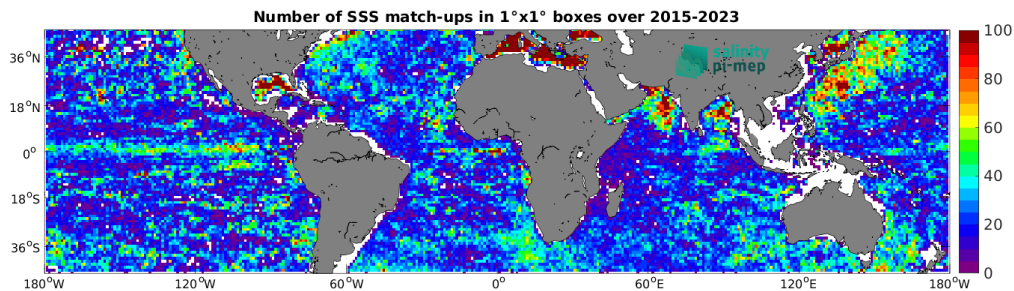 Number of SSS match-ups in 1°x1° boxes over 2015-2023
salinity
pi-mep
36°N
18°N
0°
18°S
36°S
180°W
120°W
60°W
0°
60°E
120°E
180°W
100
80
60
40
20
0